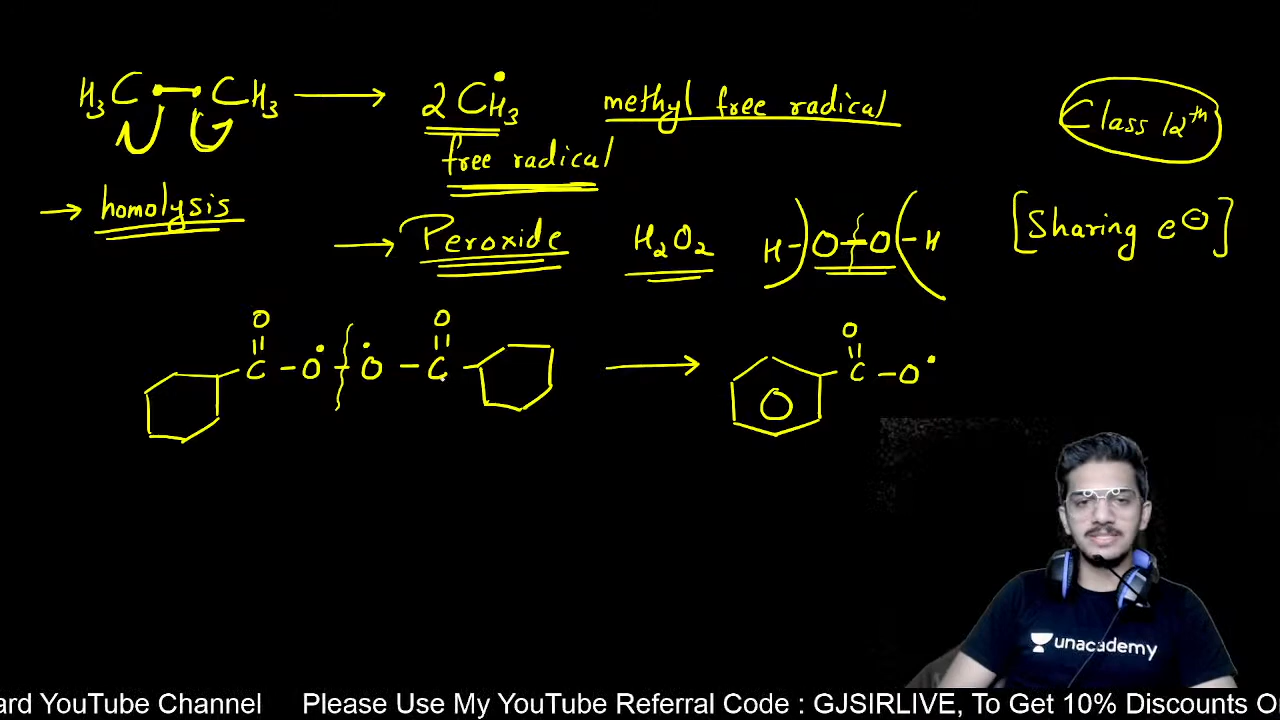 H₃C — CH₃ → 2CH₃ methyl free radical Class 12th
free radical
→ homolysis
→ Peroxide H₂O₂ H-O-O-H [Sharing e⊖]
O O O
C - O - O - C → C - O
O
unacademy
ard YouTube Channel Please Use My YouTube Referral Code : GJSIRLIVE, To Get 10% Discounts O